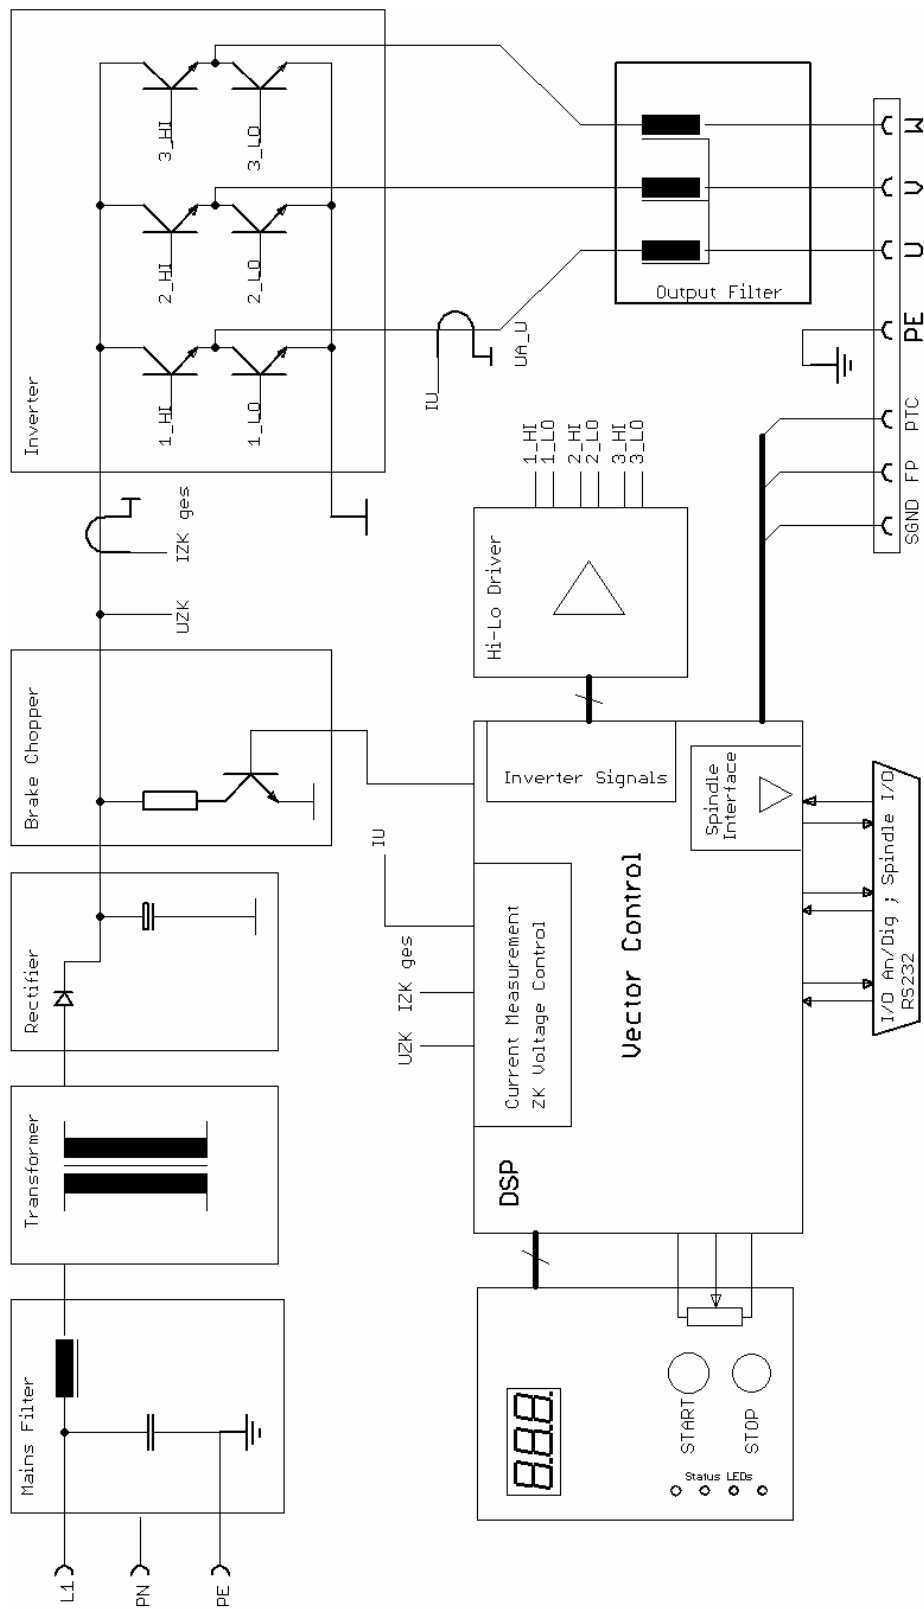 Mains Filter
Transformer
Rectifier
Brake Chopper
Inverter
L1
PN
PE
UZK
IZK ges
1_HI
1_LO
2_HI
2_LO
3_HI
3_LO
IU
UA_U
Output Filter
W
V
U
PE
PTC
FP
SGND
Hi-Lo Driver
1_HI
1_LO
2_HI
2_LO
3_HI
3_LO
UZK
IZK ges
IU
Current Measurement
ZK Voltage Control
Inverter Signals
DSP
Vector Control
Spindle
Interface
I/O An/Dig ; Spindle I/O
RS232
8.8.8.
START
STOP
Status LEDs